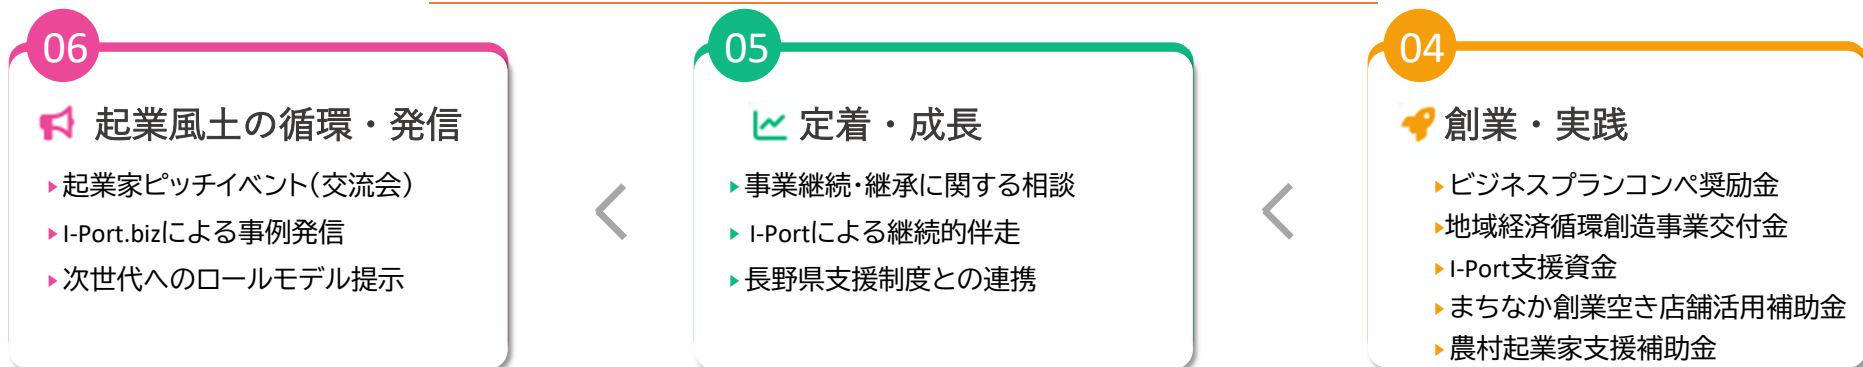 06
起業風土の循環・発信
起業家ピッチイベント(交流会)
I-Port.bizによる事例発信
次世代へのロールモデル提示
05
定着・成長
事業継続・継承に関する相談
I-Portによる継続的伴走
長野県支援制度との連携
04
創業・実践
ビジネスプランコンペ奨励金
地域経済循環創造事業交付金
I-Port支援資金
まちなか創業空き店舗活用補助金
農村起業家支援補助金